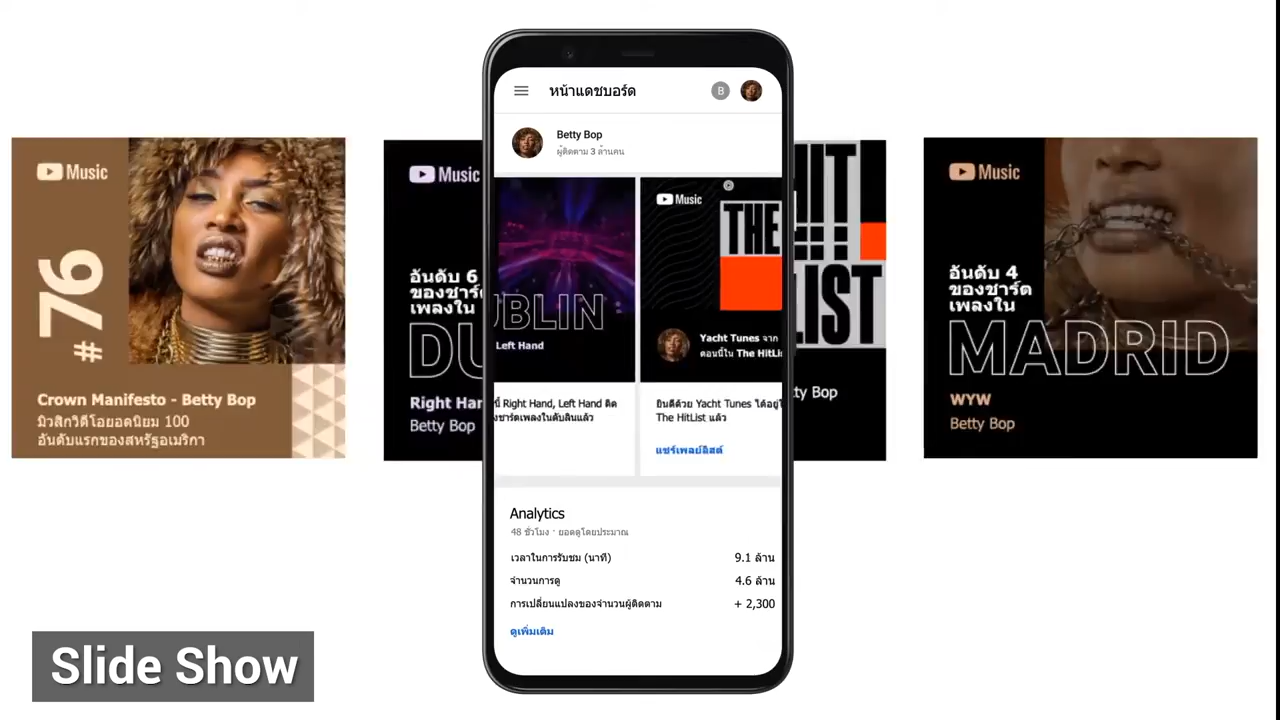 Music
#76
Crown Manifesto - Betty Bop
มิวสิกวิดีโอยอดนิยม 100
อันดับแรกของสหรัฐอเมริกา
Music
อันดับ 6
ของชาร์ต
เพลงใน
DU
Right Han
Betty Bop
หน้าแดชบอร์ด
B
Betty Bop
ผู้ติดตาม 3 ล้านคน
UBLIN
Left Hand
นี้ Right Hand, Left Hand ติด
งชาร์ตเพลงในดับลินแล้ว
Music
THE
Yacht Tunes จาก
ตอนนี้ใน The HitLis
ยินดีด้วย Yacht Tunes ได้อยู่ใ
The HitList แล้ว
แชร์เพลย์ลิสต์
Analytics
48 ชั่วโมง · ยอดดูโดยประมาณ
เวลาในการรับชม (นาที) 9.1 ล้าน
จำนวนการดู 4.6 ล้าน
การเปลี่ยนแปลงของจำนวนผู้ติดตาม + 2,300
ดูเพิ่มเติม
HIT
LIST
ty Bop
Music
อันดับ 4
ของชาร์ต
เพลงใน
MADRID
WYW
Betty Bop
Slide Show